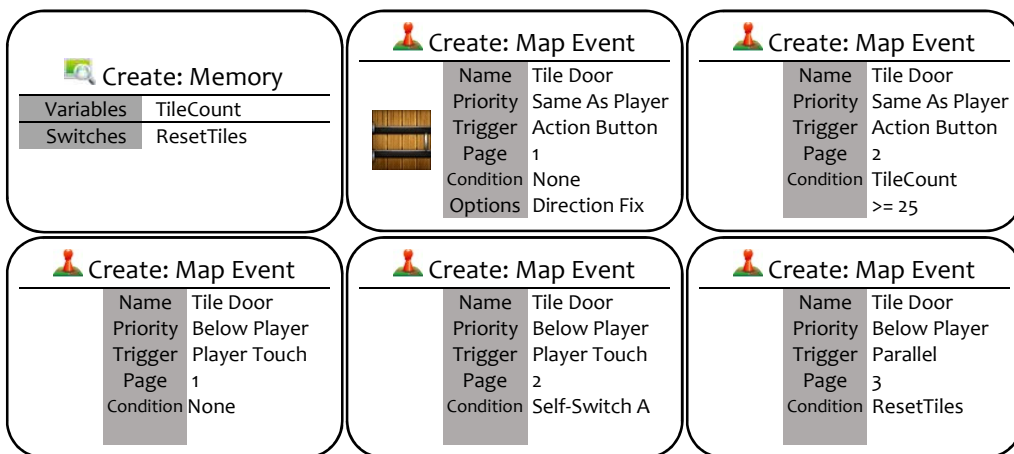 Create: Memory
Variables TileCount
Switches ResetTiles
Create: Map Event
Name Tile Door
Priority Same As Player
Trigger Action Button
Page 1
Condition None
Options Direction Fix
Create: Map Event
Name Tile Door
Priority Same As Player
Trigger Action Button
Page 2
Condition TileCount
>= 25
Create: Map Event
Name Tile Door
Priority Below Player
Trigger Player Touch
Page 1
Condition None
Create: Map Event
Name Tile Door
Priority Below Player
Trigger Player Touch
Page 2
Condition Self-Switch A
Create: Map Event
Name Tile Door
Priority Below Player
Trigger Parallel
Page 3
Condition ResetTiles